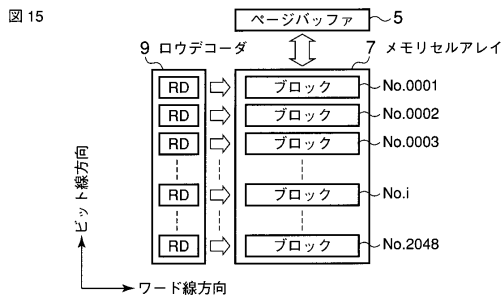 図 15
ページバッファ 5
9 ロウデコーダ 7 メモリセルアレイ
RD ブロック No.0001
RD ブロック No.0002
RD ブロック No.0003
RD ブロック No.i
RD ブロック No.2048
ビット線方向
ワード線方向